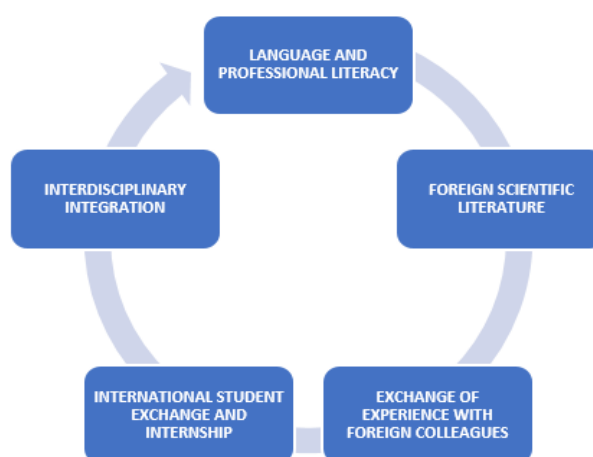 LANGUAGE AND
PROFESSIONAL LITERACY
FOREIGN SCIENTIFIC
LITERATURE
EXCHANGE OF
EXPERIENCE WITH
FOREIGN COLLEAGUES
INTERNATIONAL STUDENT
EXCHANGE AND
INTERNSHIP
INTERDISCIPLINARY
INTEGRATION